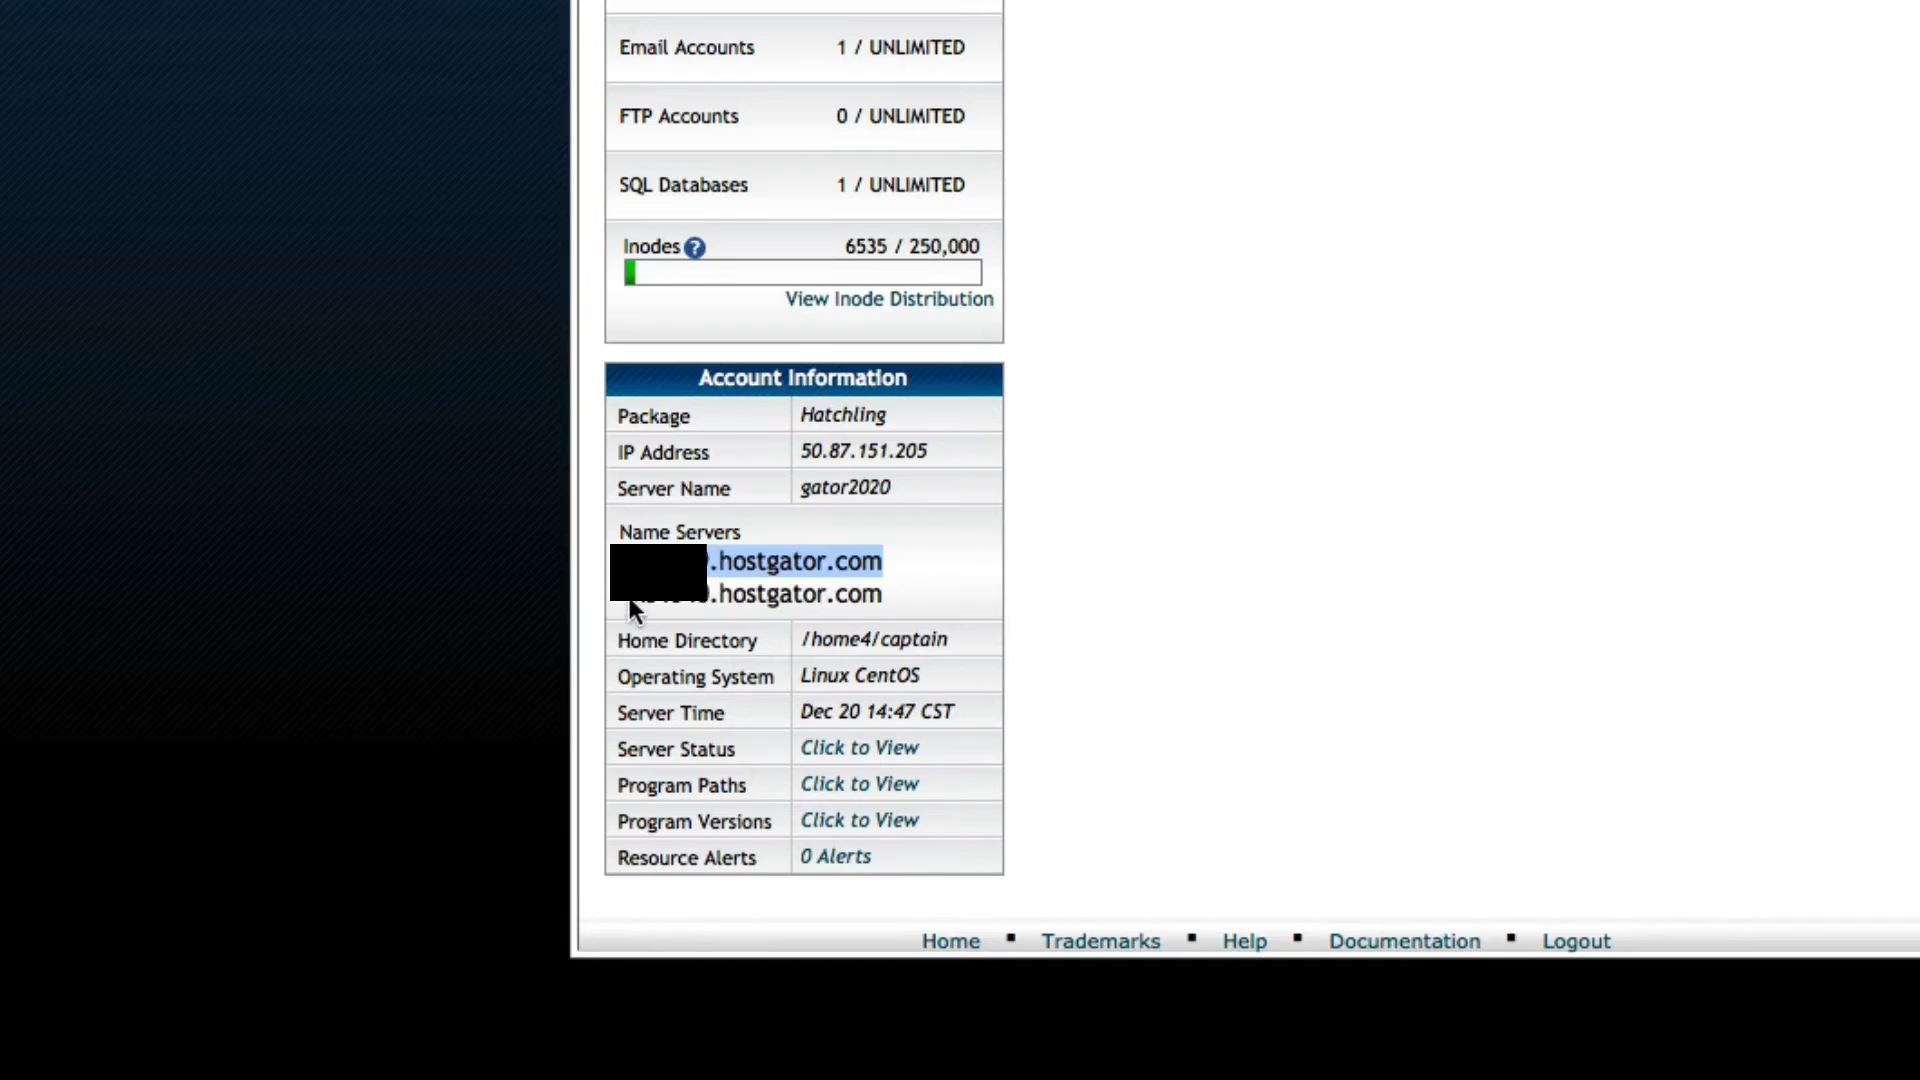 Email Accounts 1 / UNLIMITED
FTP Accounts 0 / UNLIMITED
SQL Databases 1 / UNLIMITED
Inodes ? 6535 / 250,000
View Inode Distribution
Account Information
Package Hatchling
IP Address 50.87.151.205
Server Name gator2020
Name Servers
.hostgator.com
.hostgator.com
Home Directory /home4/captain
Operating System Linux CentOS
Server Time Dec 20 14:47 CST
Server Status Click to View
Program Paths Click to View
Program Versions Click to View
Resource Alerts 0 Alerts
Home ▪ Trademarks ▪ Help ▪ Documentation ▪ Logout